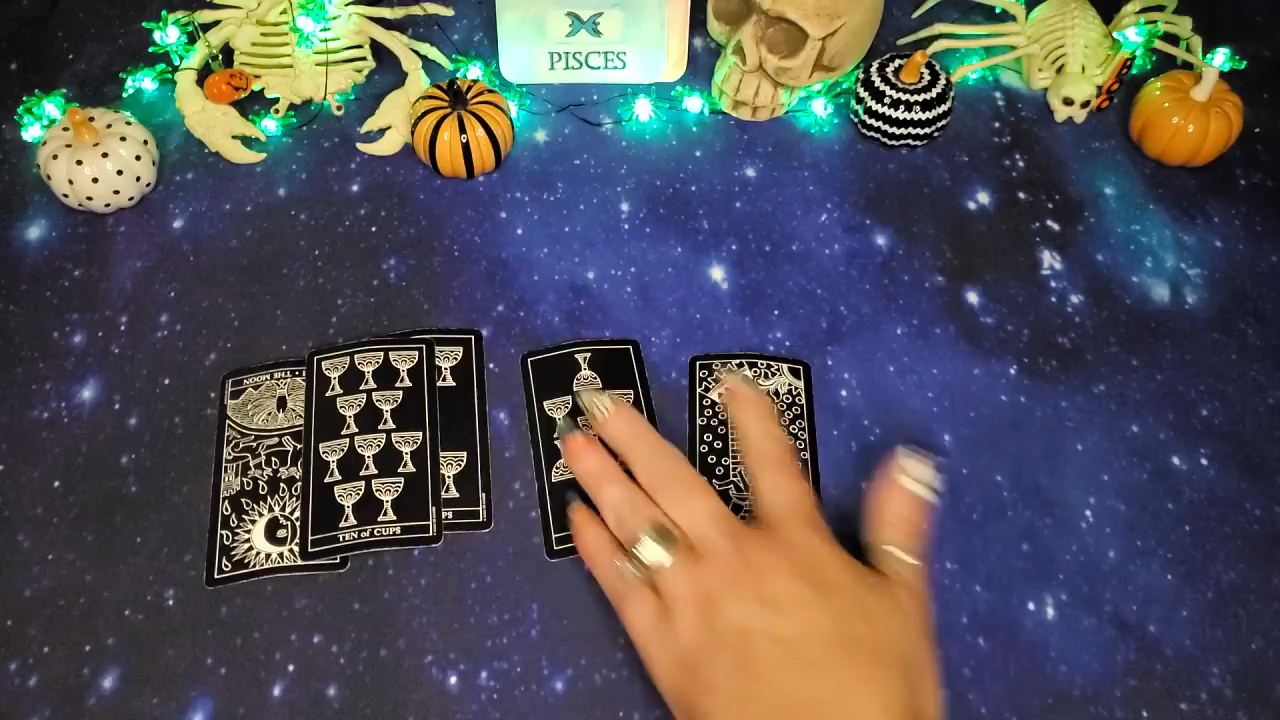 PISCES
THE MOON
TEN of CUPS
PS